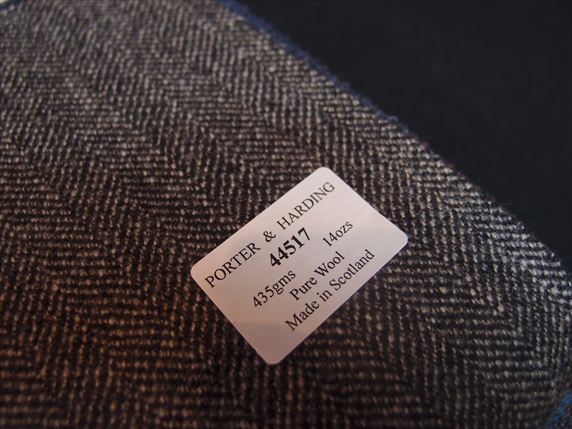 PORTER & HARDING
44517
435gms 14ozs
Pure Wool
Made in Scotland